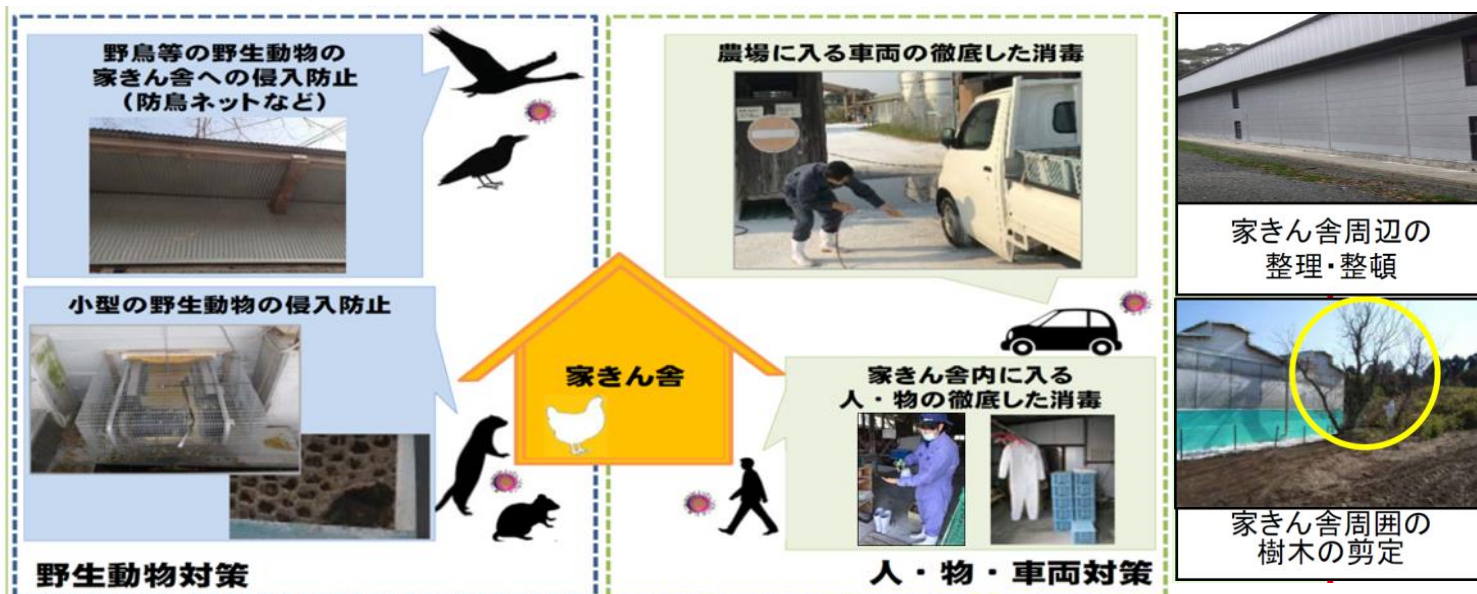 野鳥等の野生動物の
家きん舎への侵入防止
（防鳥ネットなど）
小型の野生動物の侵入防止
野生動物対策
家きん舎
農場に入る車両の徹底した消毒
家きん舎内に入る
人・物の徹底した消毒
人・物・車両対策
家きん舎周辺の
整理・整頓
家きん舎周囲の
樹木の剪定